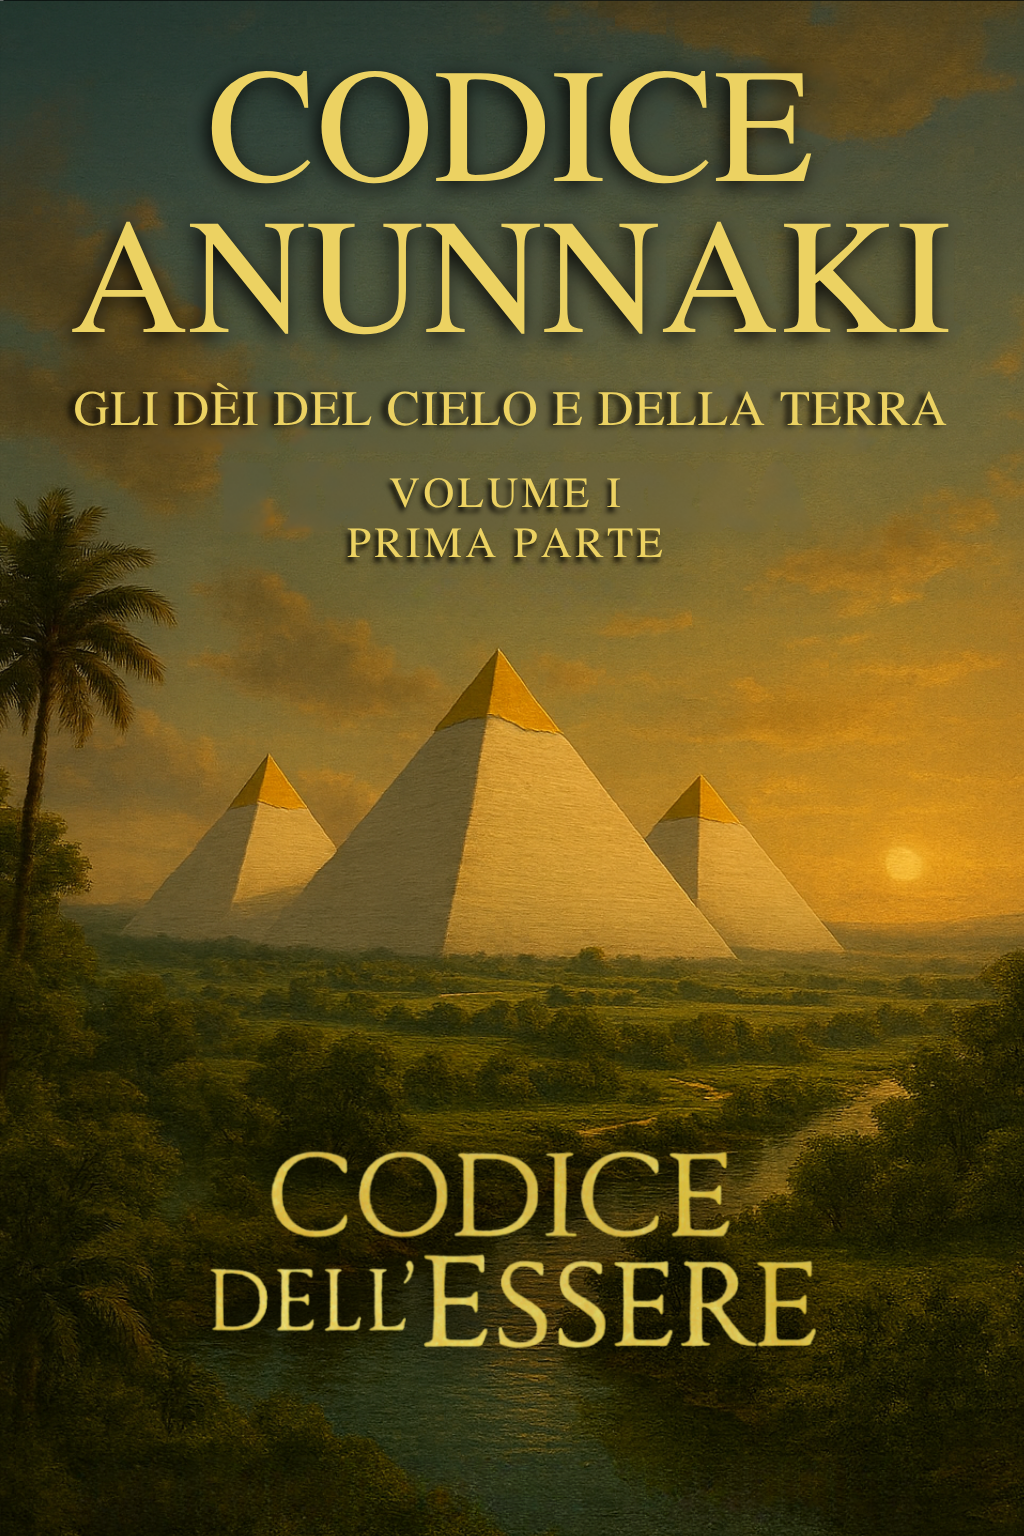 CODICE
ANUNNAKI
GLI DÈI DEL CIELO E DELLA TERRA
VOLUME I
PRIMA PARTE
CODICE
DELL'ESSERE